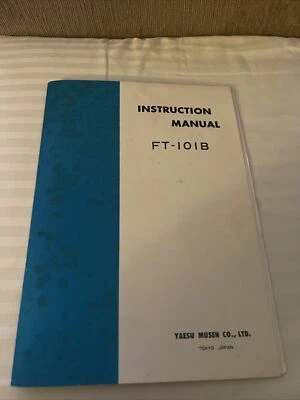 INSTRUCTION
MANUAL
FT-101B
YAESU MUSEN CO., LTD.
TOKYO JAPAN